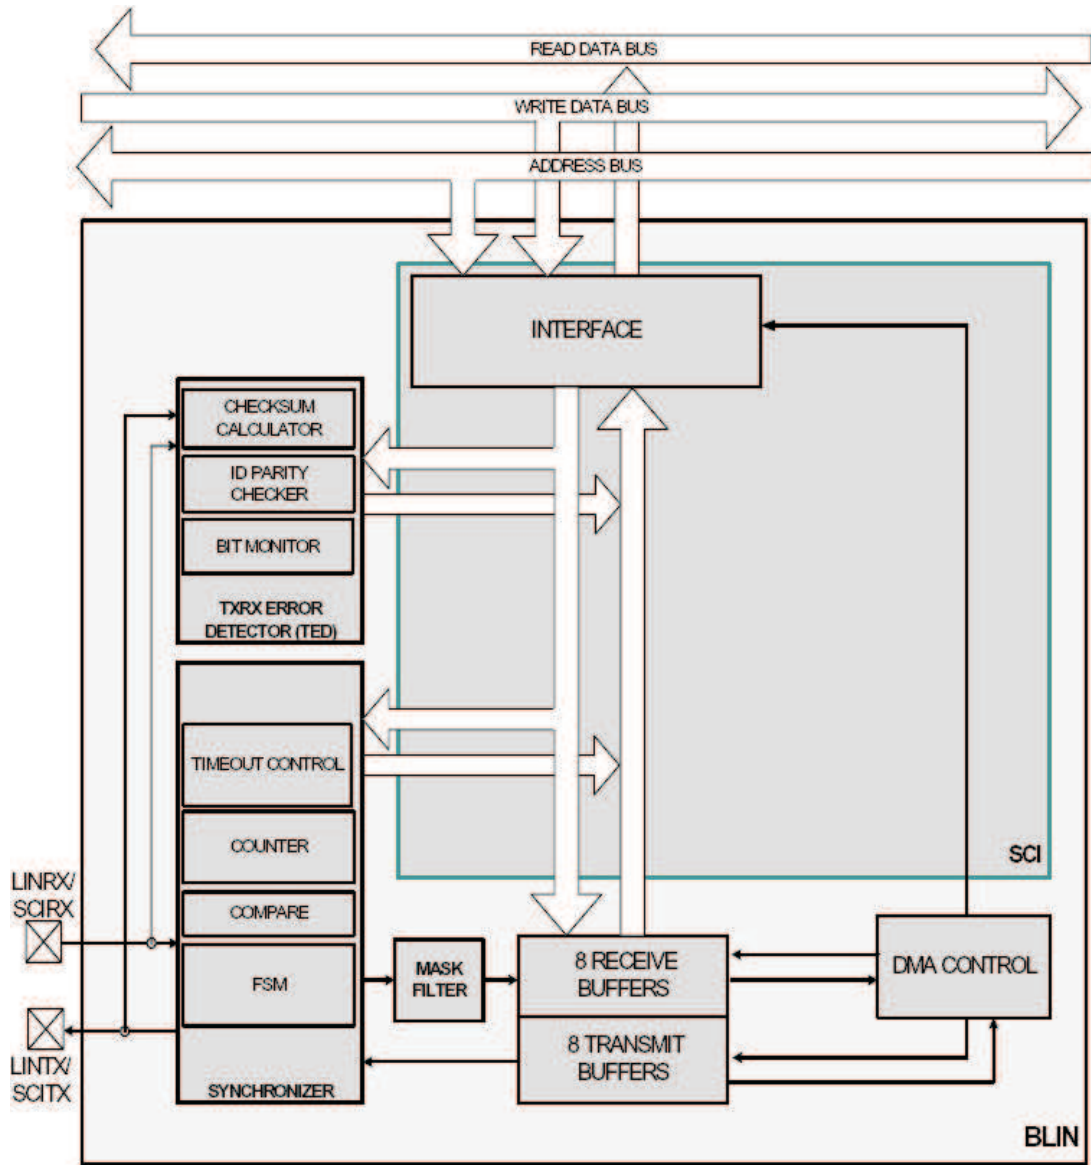 READ DATA BUS
WRITE DATA BUS
ADDRESS BUS
INTERFACE
CHECKSUM
CALCULATOR
ID PARITY
CHECKER
BIT MONITOR
TXRX ERROR
DETECTOR (TED)
TIMEOUT CONTROL
COUNTER
COMPARE
FSM
SYNCHRONIZER
LINRX/
SCIRX
LINTX/
SCITX
MASK
FILTER
8 RECEIVE
BUFFERS
8 TRANSMIT
BUFFERS
SCI
DMA CONTROL
BLIN